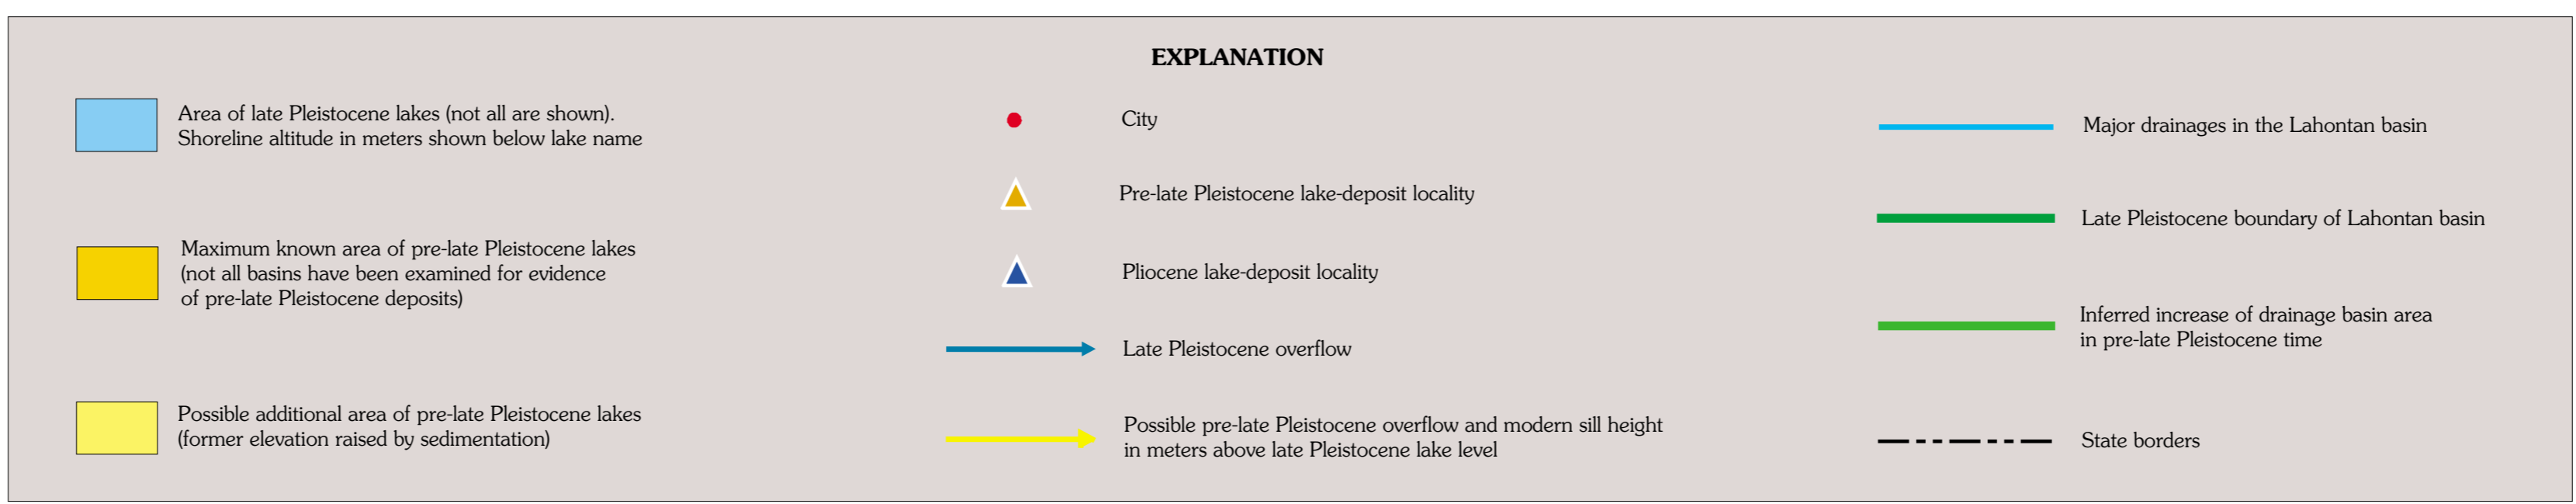 EXPLANATION
Area of late Pleistocene lakes (not all are shown).
Shoreline altitude in meters shown below lake name
Maximum known area of pre-late Pleistocene lakes
(not all basins have been examined for evidence
of pre-late Pleistocene deposits)
Possible additional area of pre-late Pleistocene lakes
(former elevation raised by sedimentation)
City
Pre-late Pleistocene lake-deposit locality
Pliocene lake-deposit locality
Late Pleistocene overflow
Possible pre-late Pleistocene overflow and modern sill height
in meters above late Pleistocene lake level
Major drainages in the Lahontan basin
Late Pleistocene boundary of Lahontan basin
Inferred increase of drainage basin area
in pre-late Pleistocene time
State borders